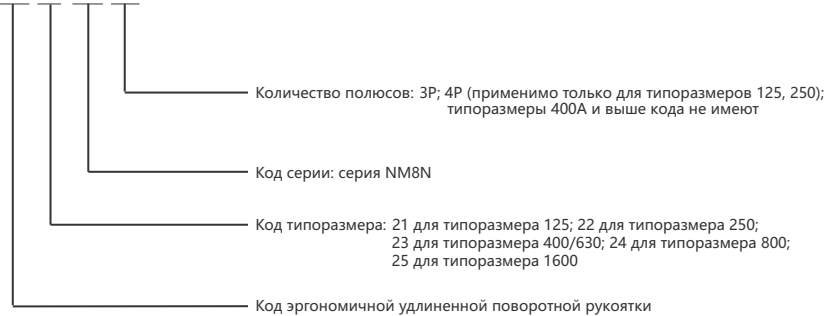 Количество полюсов: 3P; 4P (применимо только для типоразмеров 125, 250);
типоразмеры 400А и выше кода не имеют
Код серии: серия NM8N
Код типоразмера: 21 для типоразмера 125; 22 для типоразмера 250;
23 для типоразмера 400/630; 24 для типоразмера 800;
25 для типоразмера 1600
Код эргономичной удлиненной поворотной рукоятки